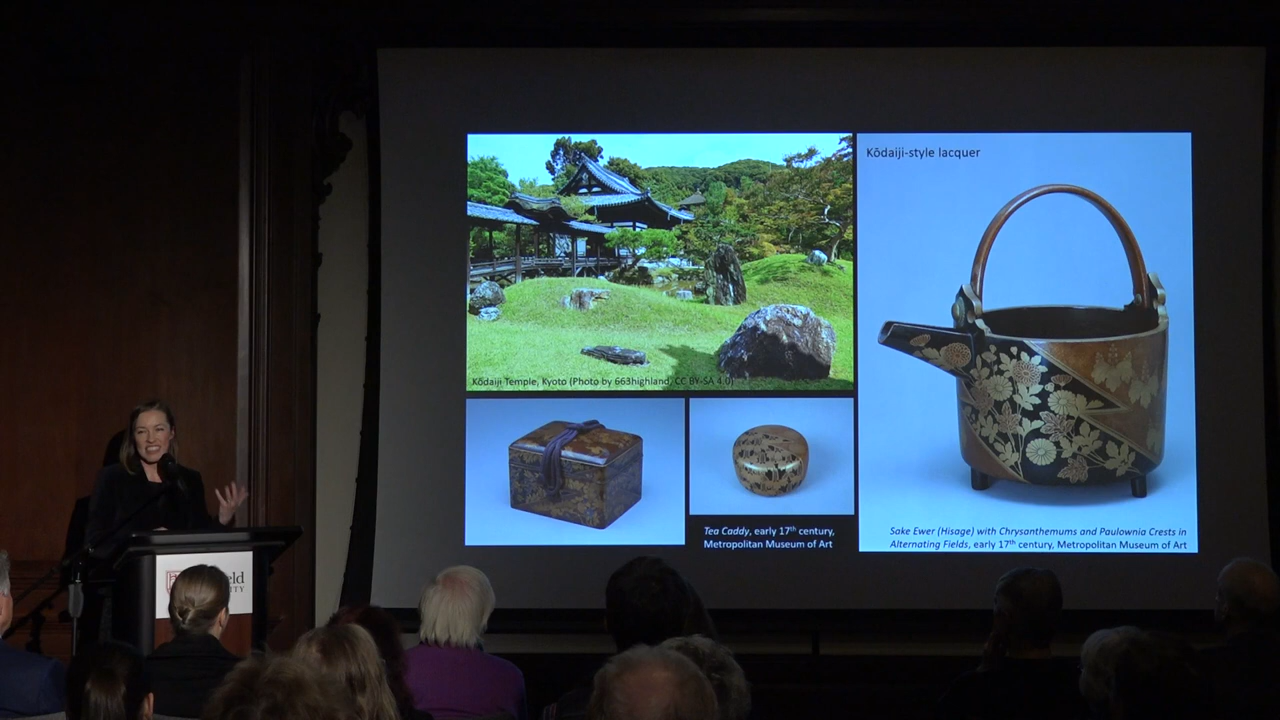 Kōdaiji-style lacquer
Kōdaiji Temple, Kyoto (Photo by 663highland, CC BY-SA 4.0)
Tea Caddy, early 17th century,
Metropolitan Museum of Art
Sake Ewer (Hisage) with Chrysanthemums and Paulownia Crests in
Alternating Fields, early 17th century, Metropolitan Museum of Art